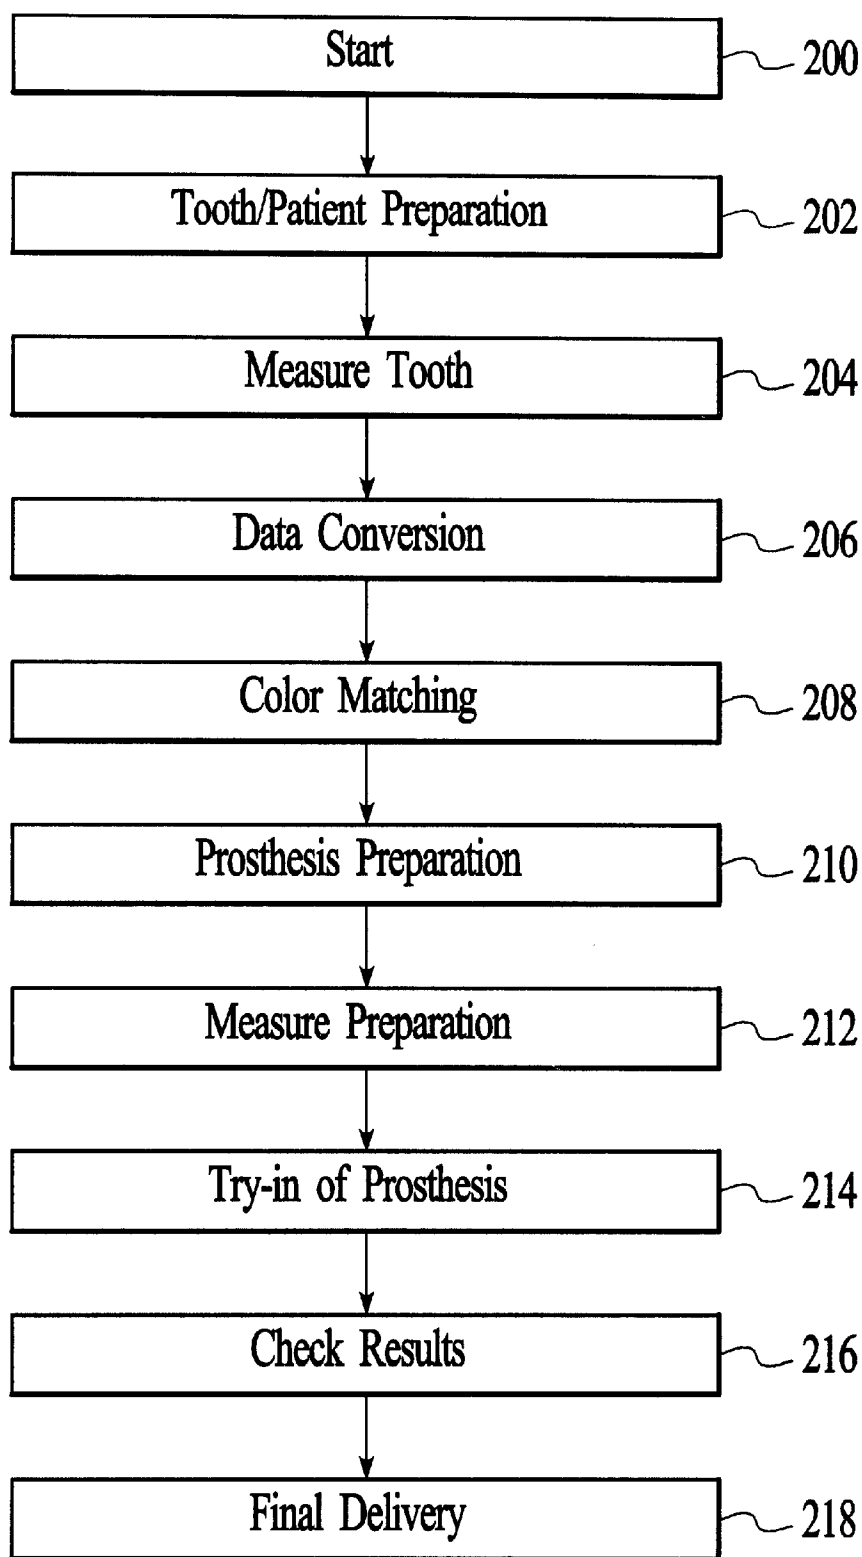 Start 200
Tooth/Patient Preparation 202
Measure Tooth 204
Data Conversion 206
Color Matching 208
Prosthesis Preparation 210
Measure Preparation 212
Try-in of Prosthesis 214
Check Results 216
Final Delivery 218